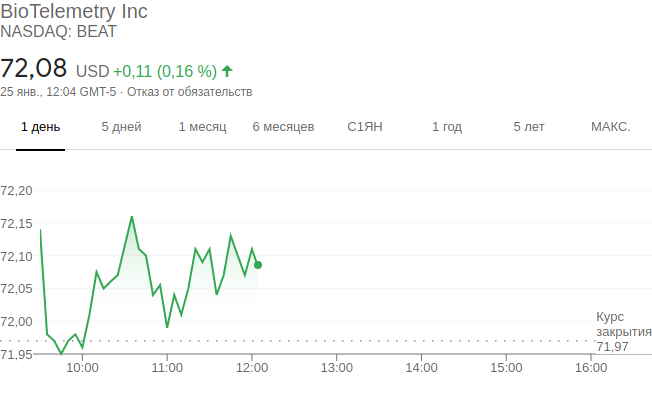 BioTelemetry Inc
NASDAQ: BEAT
72,08 USD +0,11 (0,16 %)
25 янв., 12:04 GMT-5 · Отказ от обязательств
1 день 5 дней 1 месяц 6 месяцев С1ЯН 1 год 5 лет МАКС.
72,20
72,15
72,10
72,05
72,00
71,95
Курс
закрытия
71,97
10:00 11:00 12:00 13:00 14:00 15:00 16:00